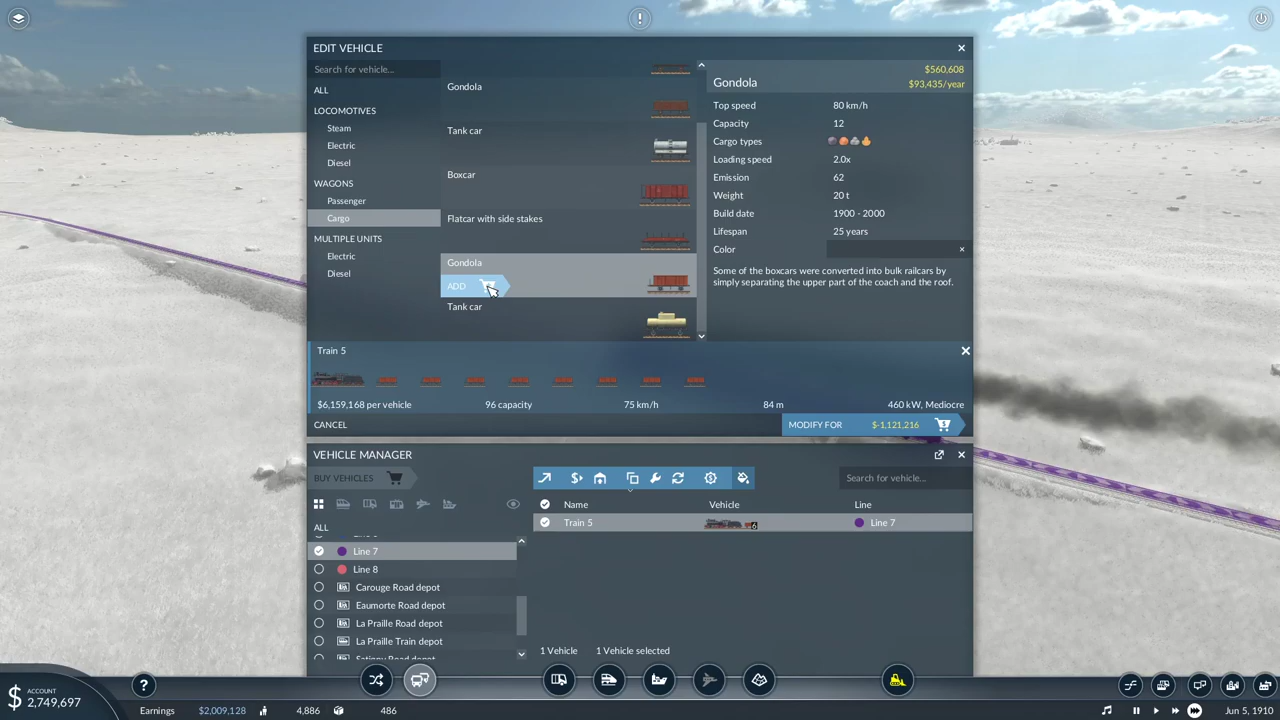 EDIT VEHICLE
Search for vehicle...
ALL
LOCOMOTIVES
Steam
Electric
Diesel
WAGONS
Passenger
Cargo
MULTIPLE UNITS
Electric
Diesel
Gondola
Tank car
Boxcar
Flatcar with side stakes
Gondola
ADD
Tank car
$560,608
Gondola
$93,435/year
Top speed 80 km/h
Capacity 12
Cargo types
Loading speed 2.0x
Emission 62
Weight 20 t
Build date 1900 - 2000
Lifespan 25 years
Color
Some of the boxcars were converted into bulk railcars by
simply separating the upper part of the coach and the roof.
Train 5
$6,159,168 per vehicle 96 capacity 75 km/h 84 m 460 kW, Mediocre
CANCEL MODIFY FOR $-1,121,216
VEHICLE MANAGER
BUY VEHICLES
Search for vehicle...
ALL
Line 7
Line 8
Carouge Road depot
Eaumorte Road depot
La Praille Road depot
La Praille Train depot
Name Vehicle Line
Train 5 6 Line 7
1 Vehicle 1 Vehicle selected
$ ACCOUNT
2,749,697
?
Earnings $2,009,128 4,886 486
Jun 5, 1910